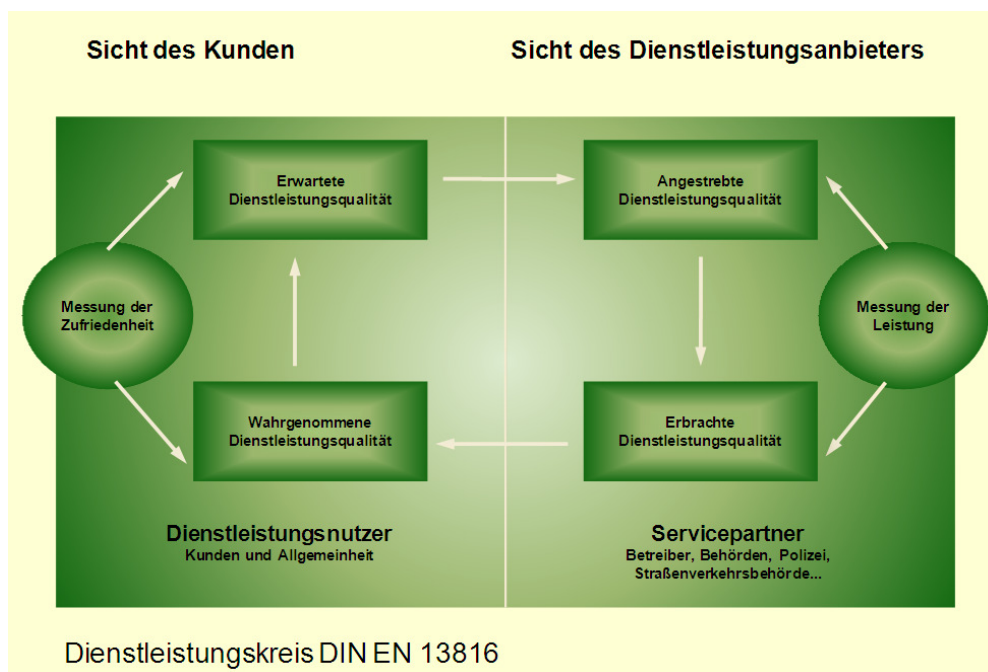 Sicht des Kunden
Sicht des Dienstleistungsanbieters
Erwartete
Dienstleistungsqualität
Angestrebte
Dienstleistungsqualität
Messung der
Zufriedenheit
Messung der
Leistung
Wahrgenommene
Dienstleistungsqualität
Erbrachte
Dienstleistungsqualität
Dienstleistungsnutzer
Kunden und Allgemeinheit
Servicepartner
Betreiber, Behörden, Polizei,
Straßenverkehrsbehörde...
Dienstleistungskreis DIN EN 13816